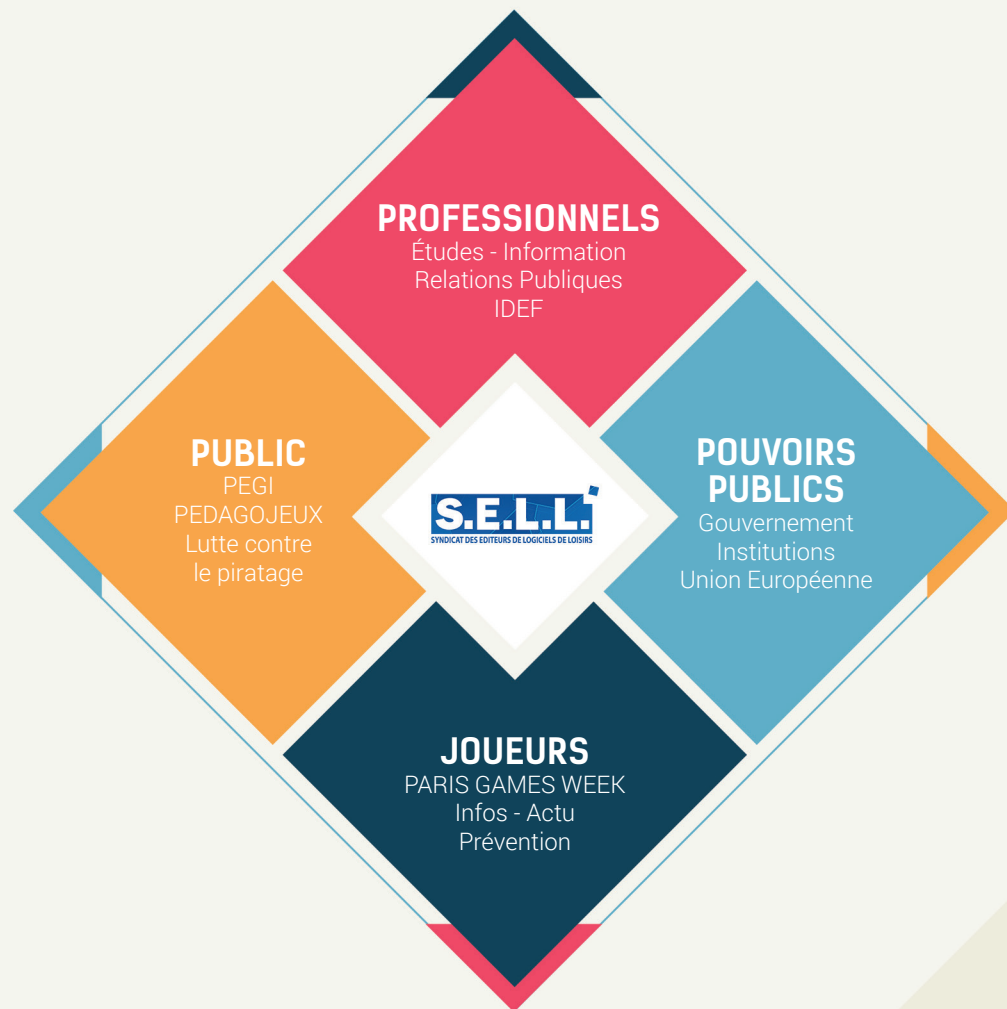 PROFESSIONNELS
Études - Information
Relations Publiques
IDEF
PUBLIC
PEGI
PEDAGOJEUX
Lutte contre
le piratage
S.E.L.L.
SYNDICAT DES EDITEURS DE LOGICIELS DE LOISIRS
POUVOIRS
PUBLICS
Gouvernement
Institutions
Union Européenne
JOUEURS
PARIS GAMES WEEK
Infos - Actu
Prévention